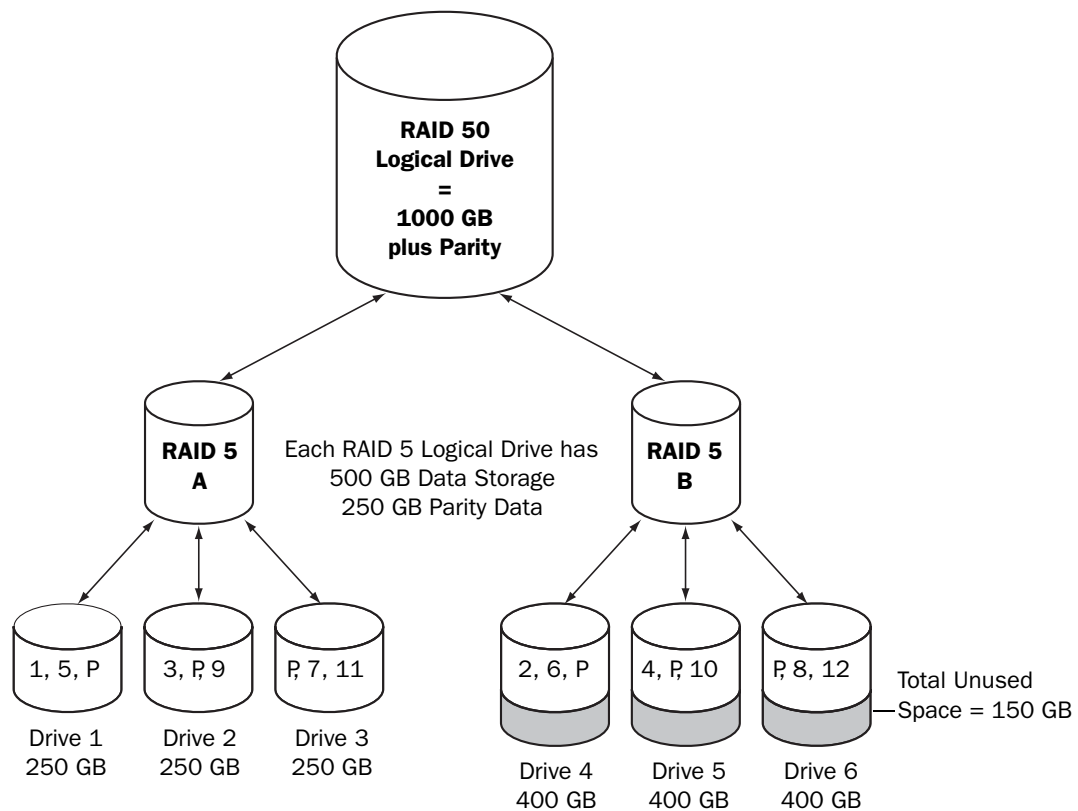 RAID 50
Logical Drive
=
1000 GB
plus Parity
RAID 5
A
Each RAID 5 Logical Drive has
500 GB Data Storage
250 GB Parity Data
RAID 5
B
1, 5, P
3, P, 9
P, 7, 11
2, 6, P
4, P, 10
P, 8, 12
Total Unused
Space = 150 GB
Drive 1
250 GB
Drive 2
250 GB
Drive 3
250 GB
Drive 4
400 GB
Drive 5
400 GB
Drive 6
400 GB